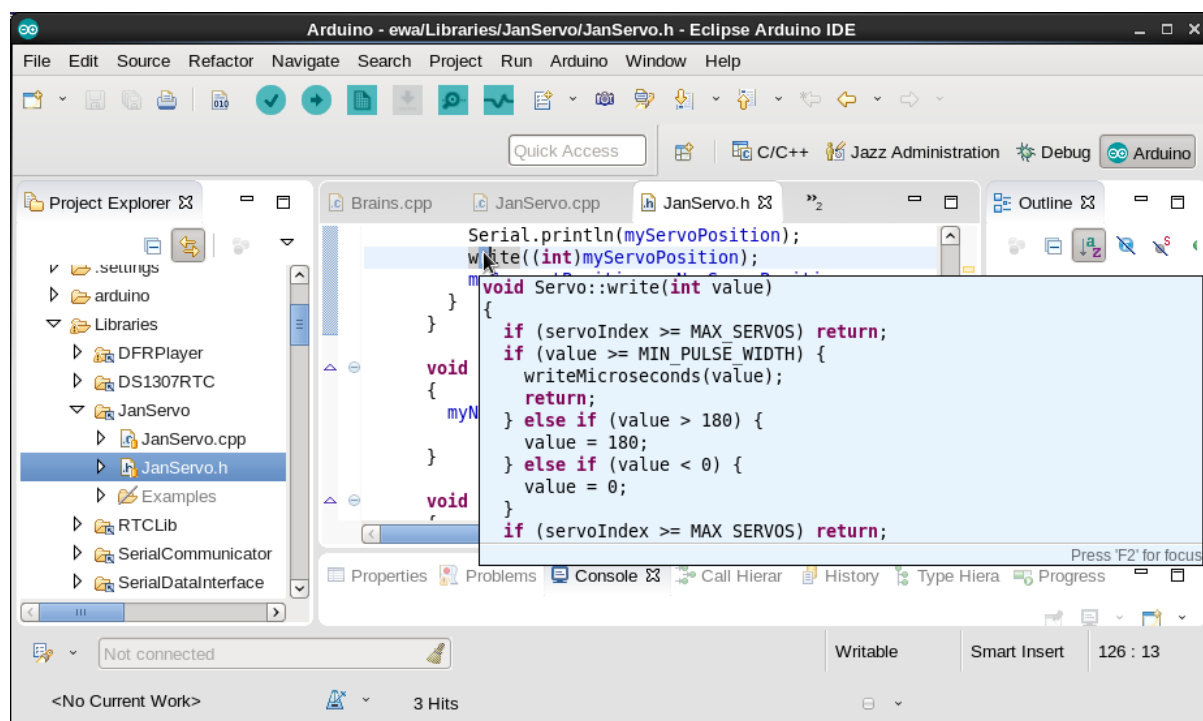 Arduino - ewa/Libraries/JanServo/JanServo.h - Eclipse Arduino IDE
File Edit Source Refactor Navigate Search Project Run Arduino Window Help
010
Quick Access
C/C++ Jazz Administration Debug Arduino
Project Explorer
Brains.cpp JanServo.cpp JanServo.h »2
Outline
.settings
arduino
Libraries
DFRPlayer
DS1307RTC
JanServo
JanServo.cpp
JanServo.h
Examples
RTCLib
SerialCommunicator
SerialDataInterface
Serial.println(myServoPosition);
write((int)myServoPosition);
}
}
void
{
myN
}
void
void Servo::write(int value)
{
if (servoIndex >= MAX_SERVOS) return;
if (value >= MIN_PULSE_WIDTH) {
writeMicroseconds(value);
return;
} else if (value > 180) {
value = 180;
} else if (value < 0) {
value = 0;
}
if (servoIndex >= MAX SERVOS) return;
Press 'F2' for focus
Properties Problems Console Call Hierar History Type Hiera Progress
Not connected
Writable Smart Insert 126 : 13
<No Current Work> 3 Hits